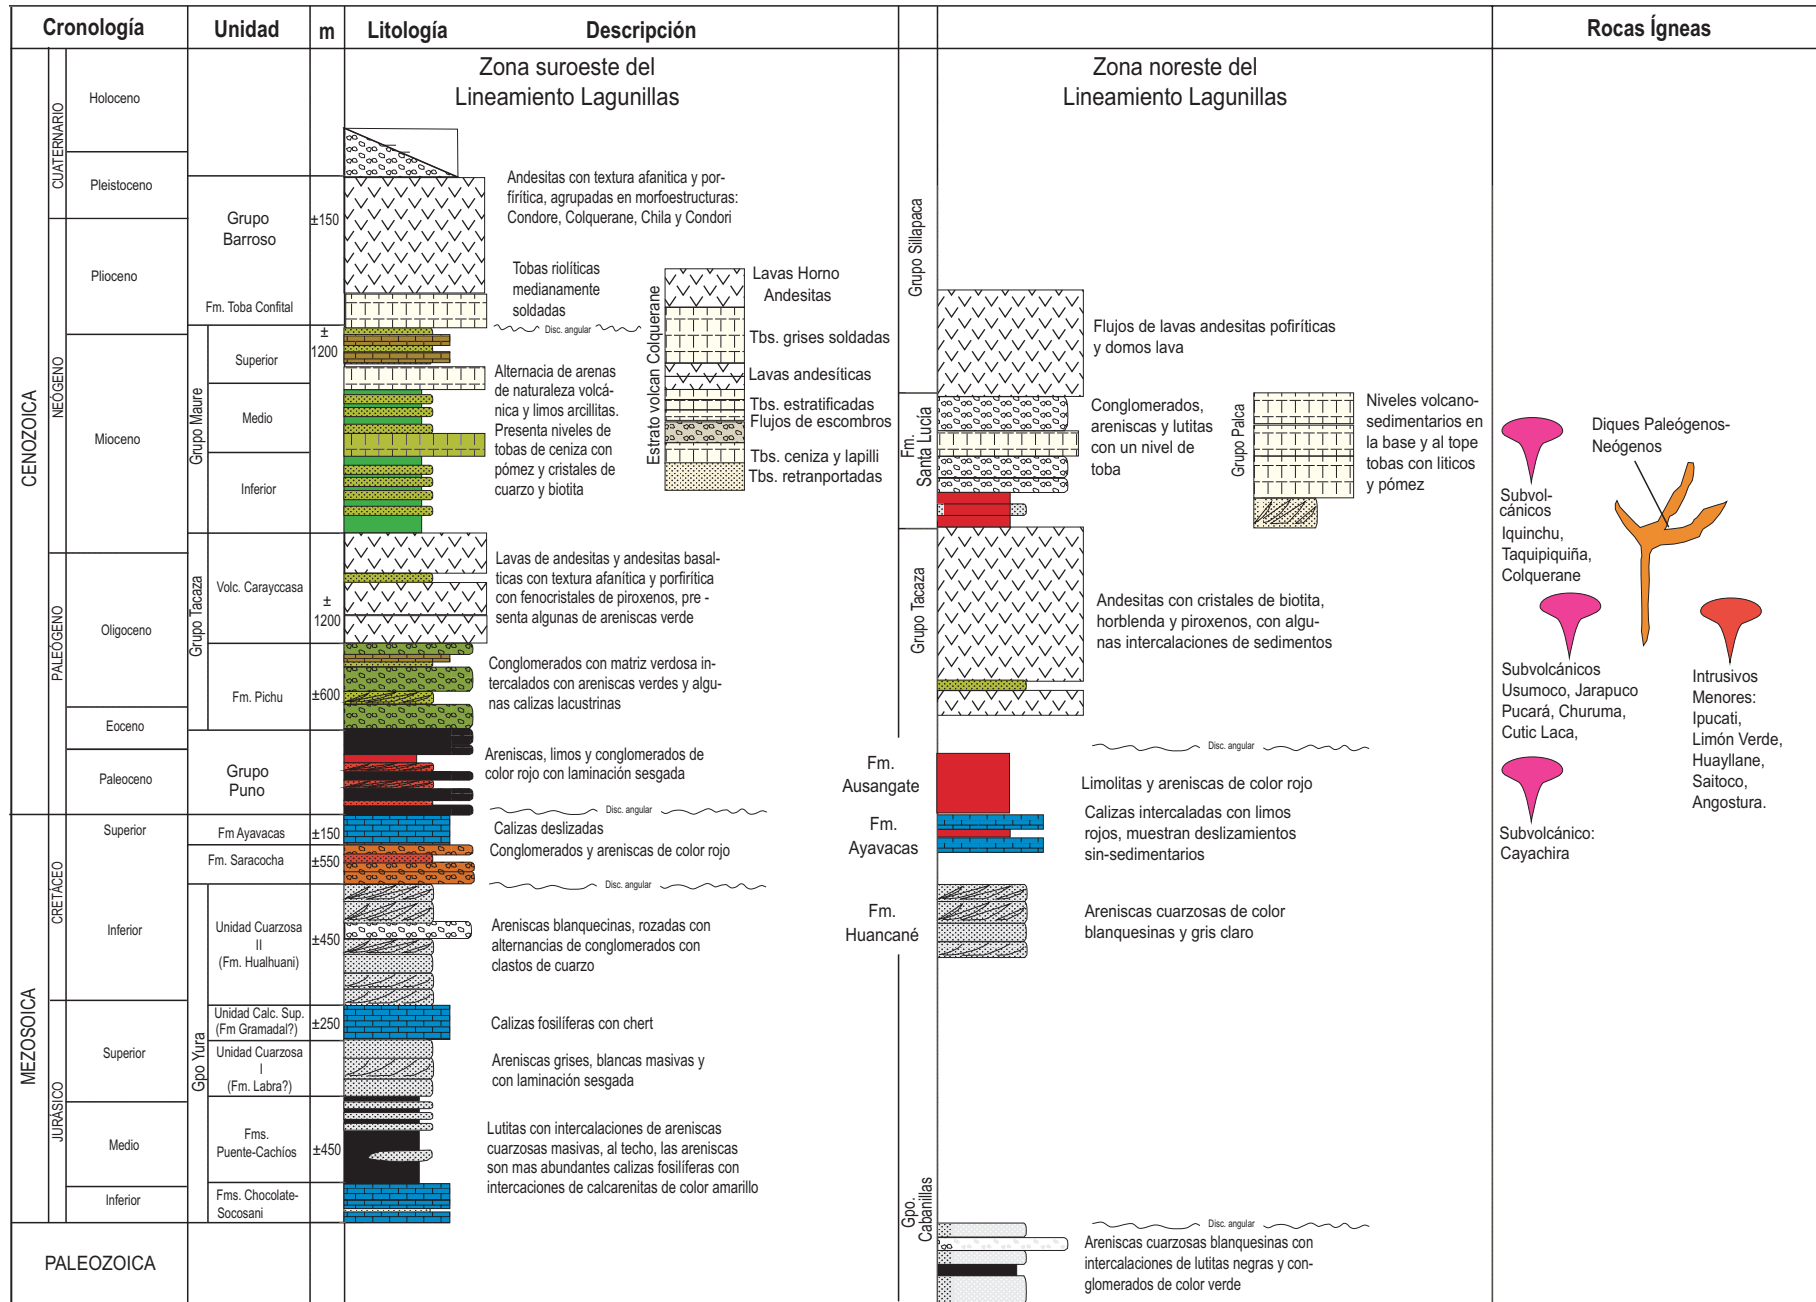 Cronología
Unidad
m
Litología
Descripción
Rocas Ígneas
Zona suroeste del
Lineamiento Lagunillas
Zona noreste del
Lineamiento Lagunillas
CENOZOICA
MEZOSOICA
PALEOZOICA
CUATERNARIO
NEÓGENO
PALEÓGENO
CRETÁCEO
JURÁSICO
Holoceno
Pleistoceno
Plioceno
Mioceno
Oligoceno
Eoceno
Paleoceno
Superior
Inferior
Superior
Medio
Inferior
Grupo
Barroso
Fm. Toba Confital
Grupo Maure
Superior
Medio
Inferior
Grupo Tacaza
Volc. Carayccasa
Fm. Pichu
Grupo
Puno
Fm Ayavacas
Fm. Saracocha
Gpo Yura
Unidad Cuarzosa
II
(Fm. Hualhuani)
Unidad Calc. Sup.
(Fm Gramadal?)
Unidad Cuarzosa
I
(Fm. Labra?)
Fms.
Puente-Cachíos
Fms. Chocolate-
Socosani
±150
±
1200
±
1200
±600
±150
±550
±450
±250
±450
Andesitas con textura afanitica y por-
firítica, agrupadas en morfoestructuras:
Condore, Colquerane, Chila y Condori
Tobas riolíticas
medianamente
soldadas
Disc. angular
Alternacia de arenas
de naturaleza volcá-
nica y limos arcillitas.
Presenta niveles de
tobas de ceniza con
pómez y cristales de
cuarzo y biotita
Estrato volcan Colquerane
Lavas Horno
Andesitas
Tbs. grises soldadas
Lavas andesíticas
Tbs. estratificadas
Flujos de escombros
Tbs. ceniza y lapilli
Tbs. retranportadas
Lavas de andesitas y andesitas basal-
ticas con textura afanítica y porfirítica
con fenocristales de piroxenos, pre -
senta algunas de areniscas verde
Conglomerados con matriz verdosa in-
tercalados con areniscas verdes y algu-
nas calizas lacustrinas
Areniscas, limos y conglomerados de
color rojo con laminación sesgada
Disc. angular
Calizas deslizadas
Conglomerados y areniscas de color rojo
Disc. angular
Areniscas blanquecinas, rozadas con
alternancias de conglomerados con
clastos de cuarzo
Calizas fosilíferas con chert
Areniscas grises, blancas masivas y
con laminación sesgada
Lutitas con intercalaciones de areniscas
cuarzosas masivas, al techo, las areniscas
son mas abundantes calizas fosilíferas con
intercaciones de calcarenitas de color amarillo
Grupo Sillapaca
Fm.
Santa Lucía
Grupo Tacaza
Fm.
Ausangate
Fm.
Ayavacas
Fm.
Huancané
Gpo.
Cabanillas
Flujos de lavas andesitas pofiríticas
y domos lava
Conglomerados,
areniscas y lutitas
con un nivel de
toba
Grupo Palca
Niveles volcano-
sedimentarios en
la base y al tope
tobas con liticos
y pómez
Andesitas con cristales de biotita,
horblenda y piroxenos, con algu-
nas intercalaciones de sedimentos
Disc. angular
Limolitas y areniscas de color rojo
Calizas intercaladas con limos
rojos, muestran deslizamientos
sin-sedimentarios
Areniscas cuarzosas de color
blanquesinas y gris claro
Disc. angular
Areniscas cuarzosas blanquesinas con
intercalaciones de lutitas negras y con-
glomerados de color verde
Diques Paleógenos-
Neógenos
Subvol-
cánicos
Iquinchu,
Taquipiquiña,
Colquerane
Subvolcánicos
Usumoco, Jarapuco
Pucará, Churuma,
Cutic Laca,
Intrusivos
Menores:
Ipucati,
Limón Verde,
Huayllane,
Saitoco,
Angostura.
Subvolcánico:
Cayachira